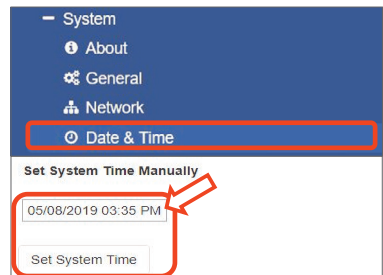 System
About
General
Network
Date & Time
Set System Time Manually
05/08/2019 03:35 PM
Set System Time